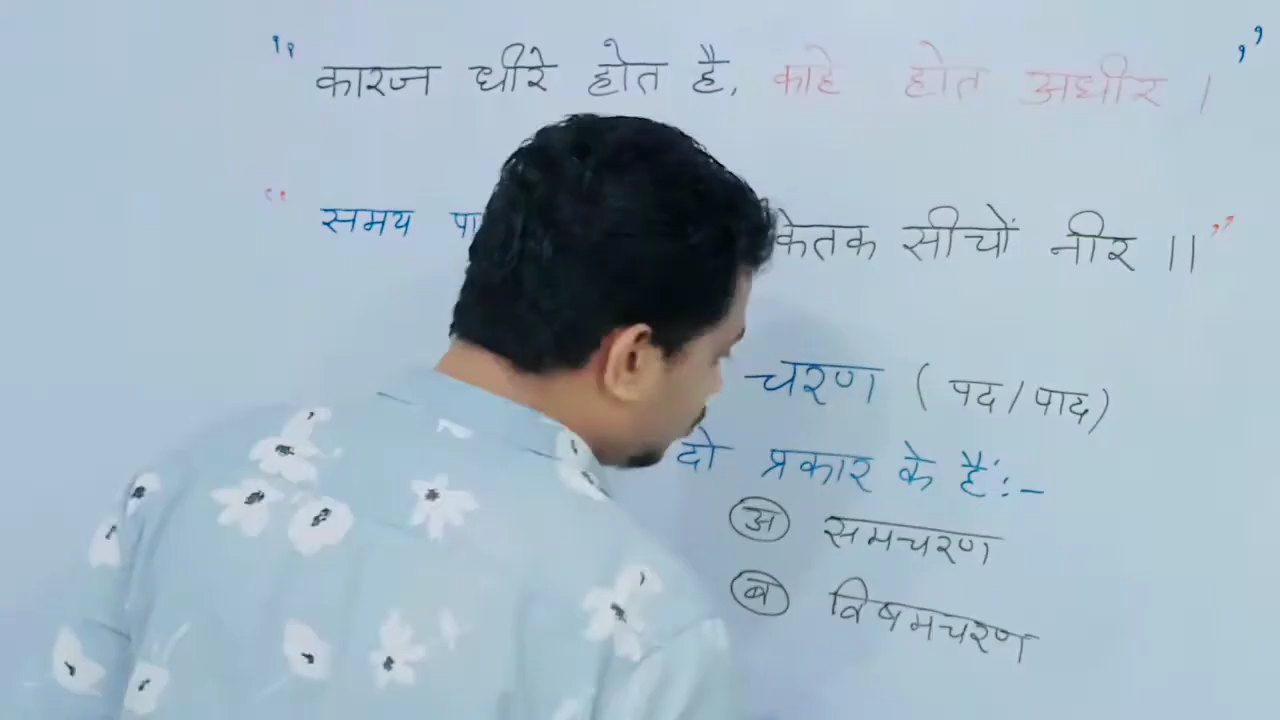 “ कारज धीरे होत है, काहे होत अधीर । ”
“ समय पा केतक सीचों नीर ॥ ”
चरण ( पद / पाद)
दो प्रकार के हैं:-
अ समचरण
ब विषमचरण